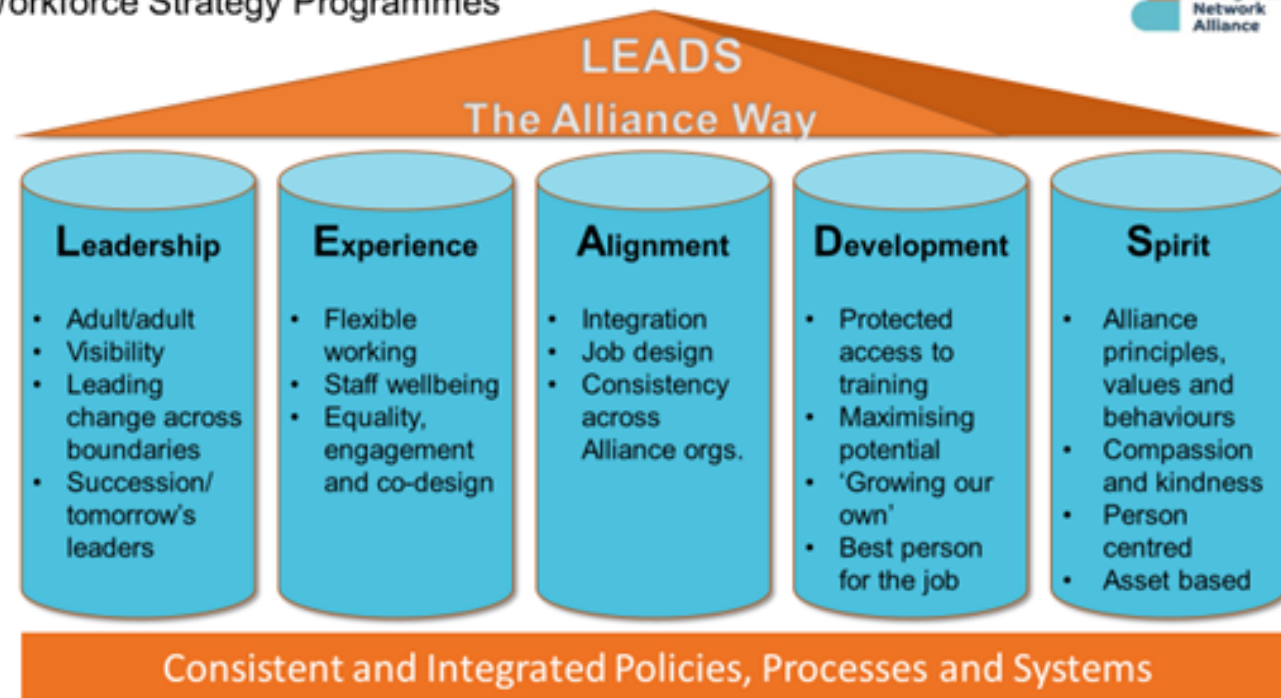 orkforce Strategy Programmes
Network
Alliance
LEADS
The Alliance Way
Leadership
• Adult/adult
• Visibility
• Leading
change across
boundaries
• Succession/
tomorrow's
leaders
Experience
• Flexible
working
• Staff wellbeing
• Equality,
engagement
and co-design
Alignment
• Integration
• Job design
• Consistency
across
Alliance orgs.
Development
• Protected
access to
training
• Maximising
potential
• ‘Growing our
own’
• Best person
for the job
Spirit
• Alliance
principles,
values and
behaviours
• Compassion
and kindness
• Person
centred
• Asset based
Consistent and Integrated Policies, Processes and Systems